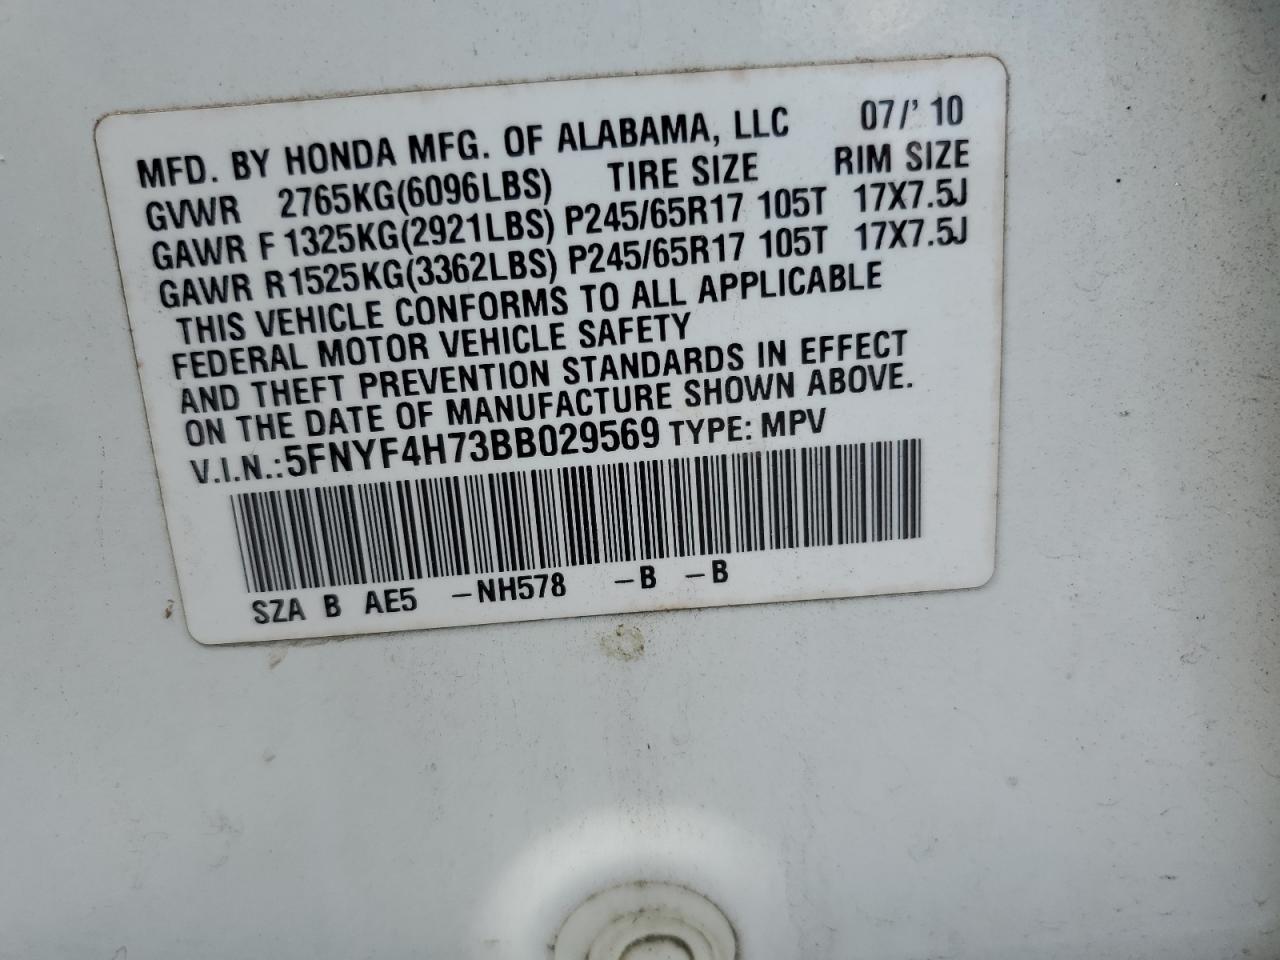 MFD. BY HONDA MFG. OF ALABAMA, LLC 07/' 10
GVWR 2765KG(6096LBS) TIRE SIZE RIM SIZE
GAWR F 1325KG(2921LBS) P245/65R17 105T 17X7.5J
GAWR R1525KG(3362LBS) P245/65R17 105T 17X7.5J
THIS VEHICLE CONFORMS TO ALL APPLICABLE
FEDERAL MOTOR VEHICLE SAFETY
AND THEFT PREVENTION STANDARDS IN EFFECT
ON THE DATE OF MANUFACTURE SHOWN ABOVE.
V.I.N.:5FNYF4H73BB029569 TYPE: MPV
SZA B AE5 –NH578 –B –B